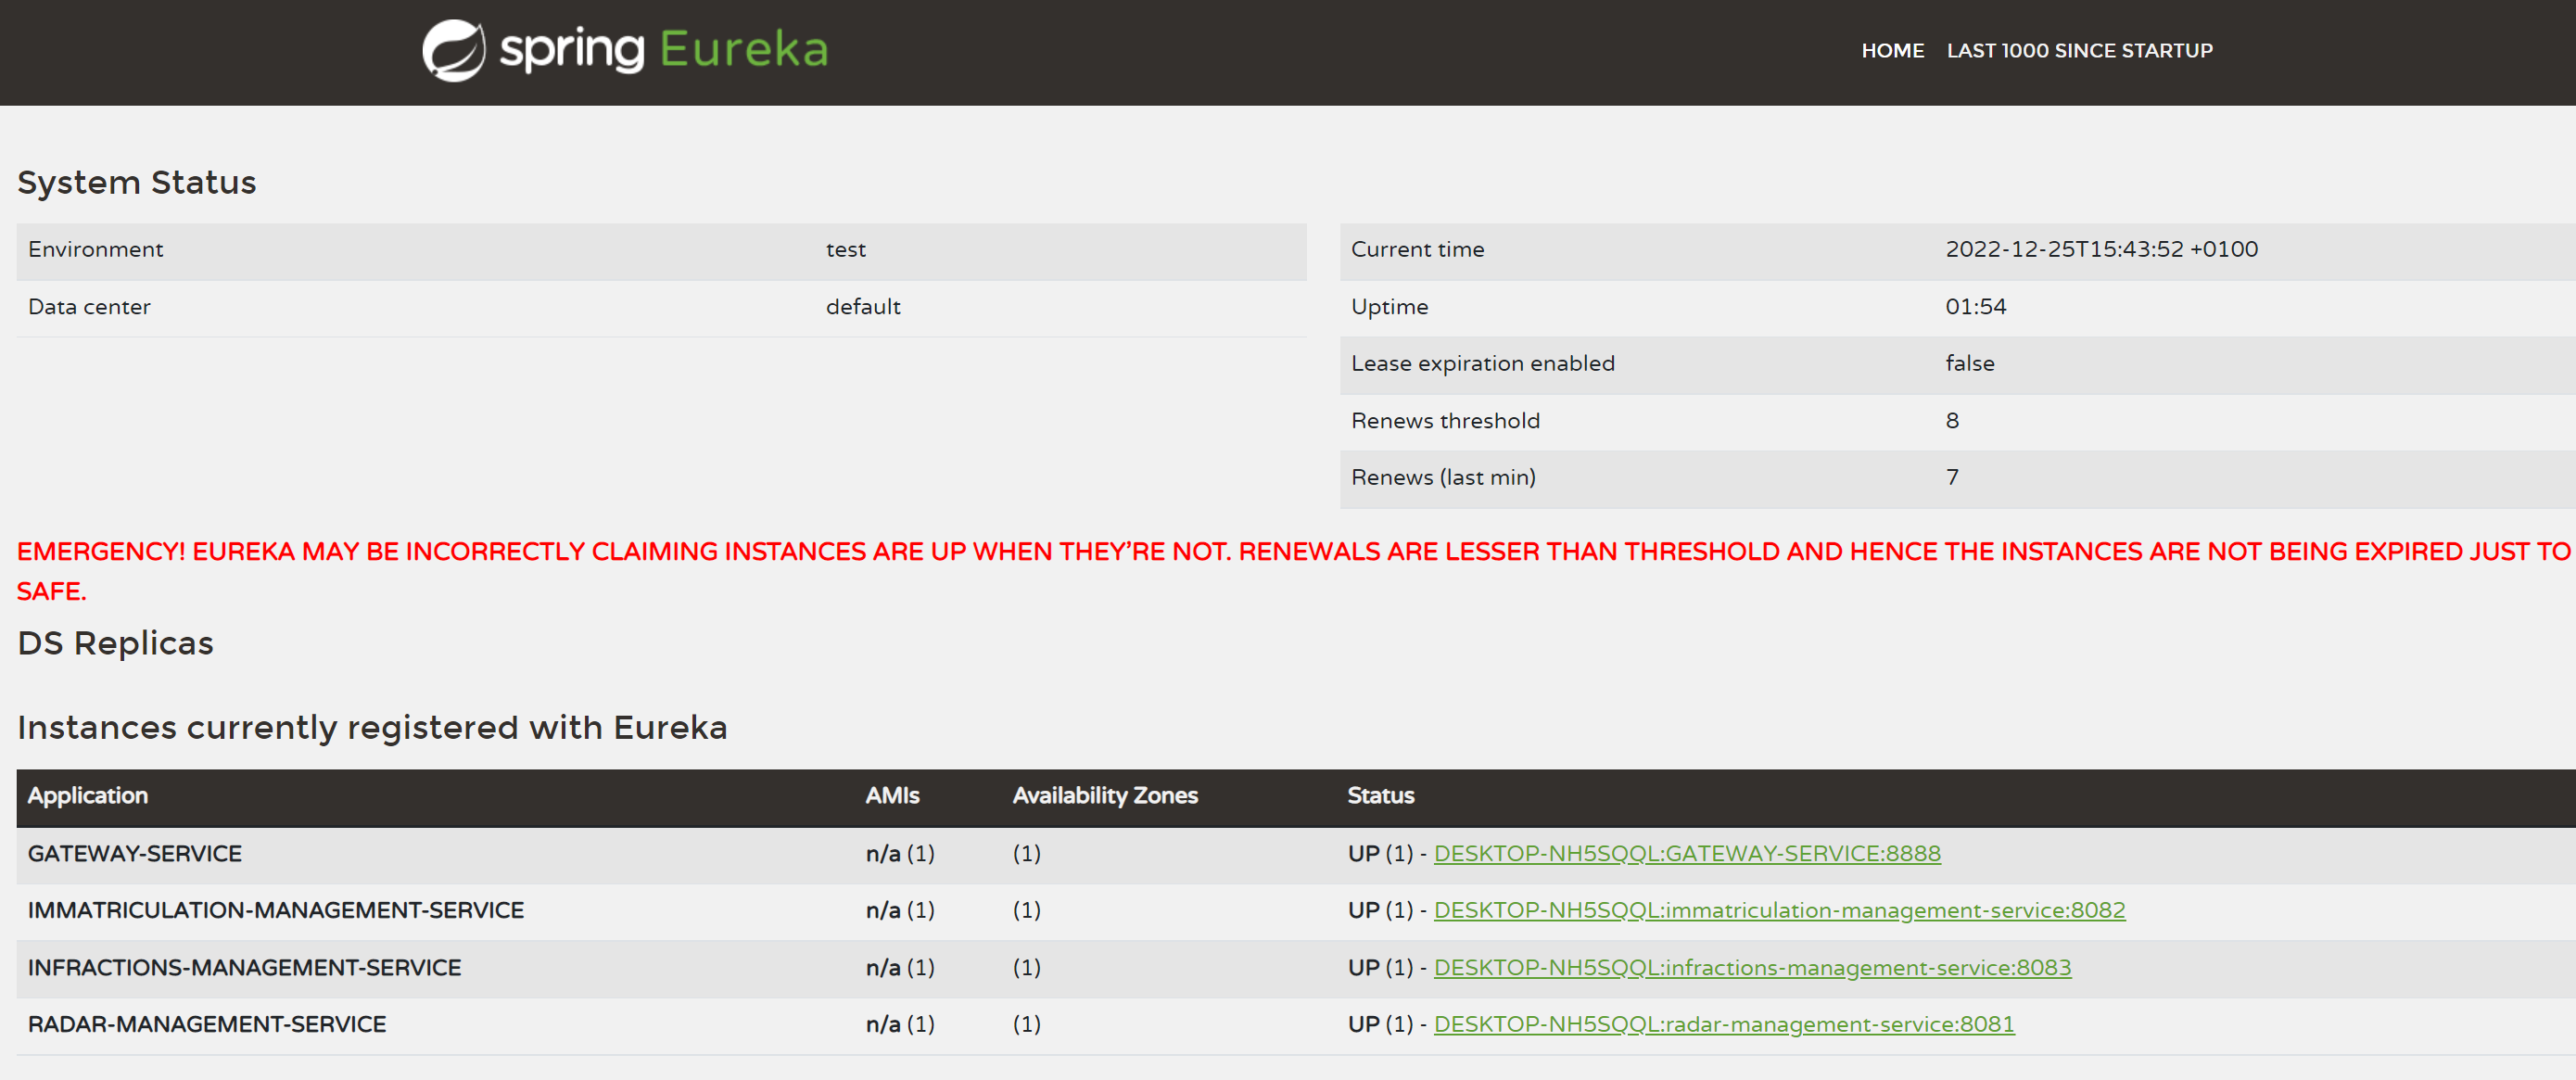 spring Eureka
HOME LAST 1000 SINCE STARTUP
System Status
Environment test
Data center default
Current time 2022-12-25T15:43:52 +0100
Uptime 01:54
Lease expiration enabled false
Renews threshold 8
Renews (last min) 7
EMERGENCY! EUREKA MAY BE INCORRECTLY CLAIMING INSTANCES ARE UP WHEN THEY'RE NOT. RENEWALS ARE LESSER THAN THRESHOLD AND HENCE THE INSTANCES ARE NOT BEING EXPIRED JUST TO
SAFE.
DS Replicas
Instances currently registered with Eureka
Application AMIs Availability Zones Status
GATEWAY-SERVICE n/a (1) (1) UP (1) - DESKTOP-NH5SQQL:GATEWAY-SERVICE:8888
IMMATRICULATION-MANAGEMENT-SERVICE n/a (1) (1) UP (1) - DESKTOP-NH5SQQL:immatriculation-management-service:8082
INFRACTIONS-MANAGEMENT-SERVICE n/a (1) (1) UP (1) - DESKTOP-NH5SQQL:infractions-management-service:8083
RADAR-MANAGEMENT-SERVICE n/a (1) (1) UP (1) - DESKTOP-NH5SQQL:radar-management-service:8081